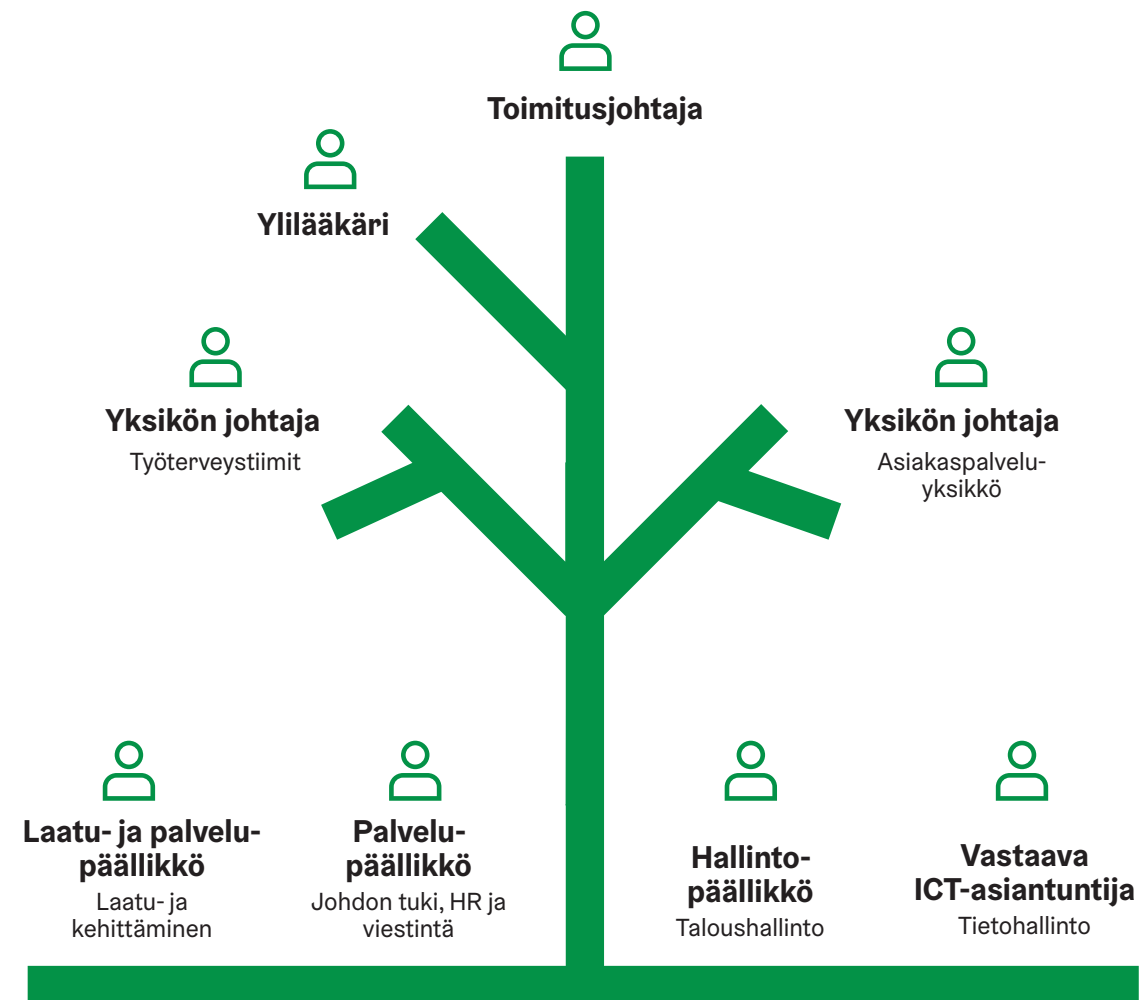 Toimitusjohtaja
Ylilääkäri
Yksikön johtaja
Työterveystiimit
Yksikön johtaja
Asiakaspalvelu-
yksikkö
Laatu- ja palvelu-
päällikkö
Laatu- ja
kehittäminen
Palvelu-
päällikkö
Johdon tuki, HR ja
viestintä
Hallinto-
päällikkö
Taloushallinto
Vastaava
ICT-asiantuntija
Tietohallinto